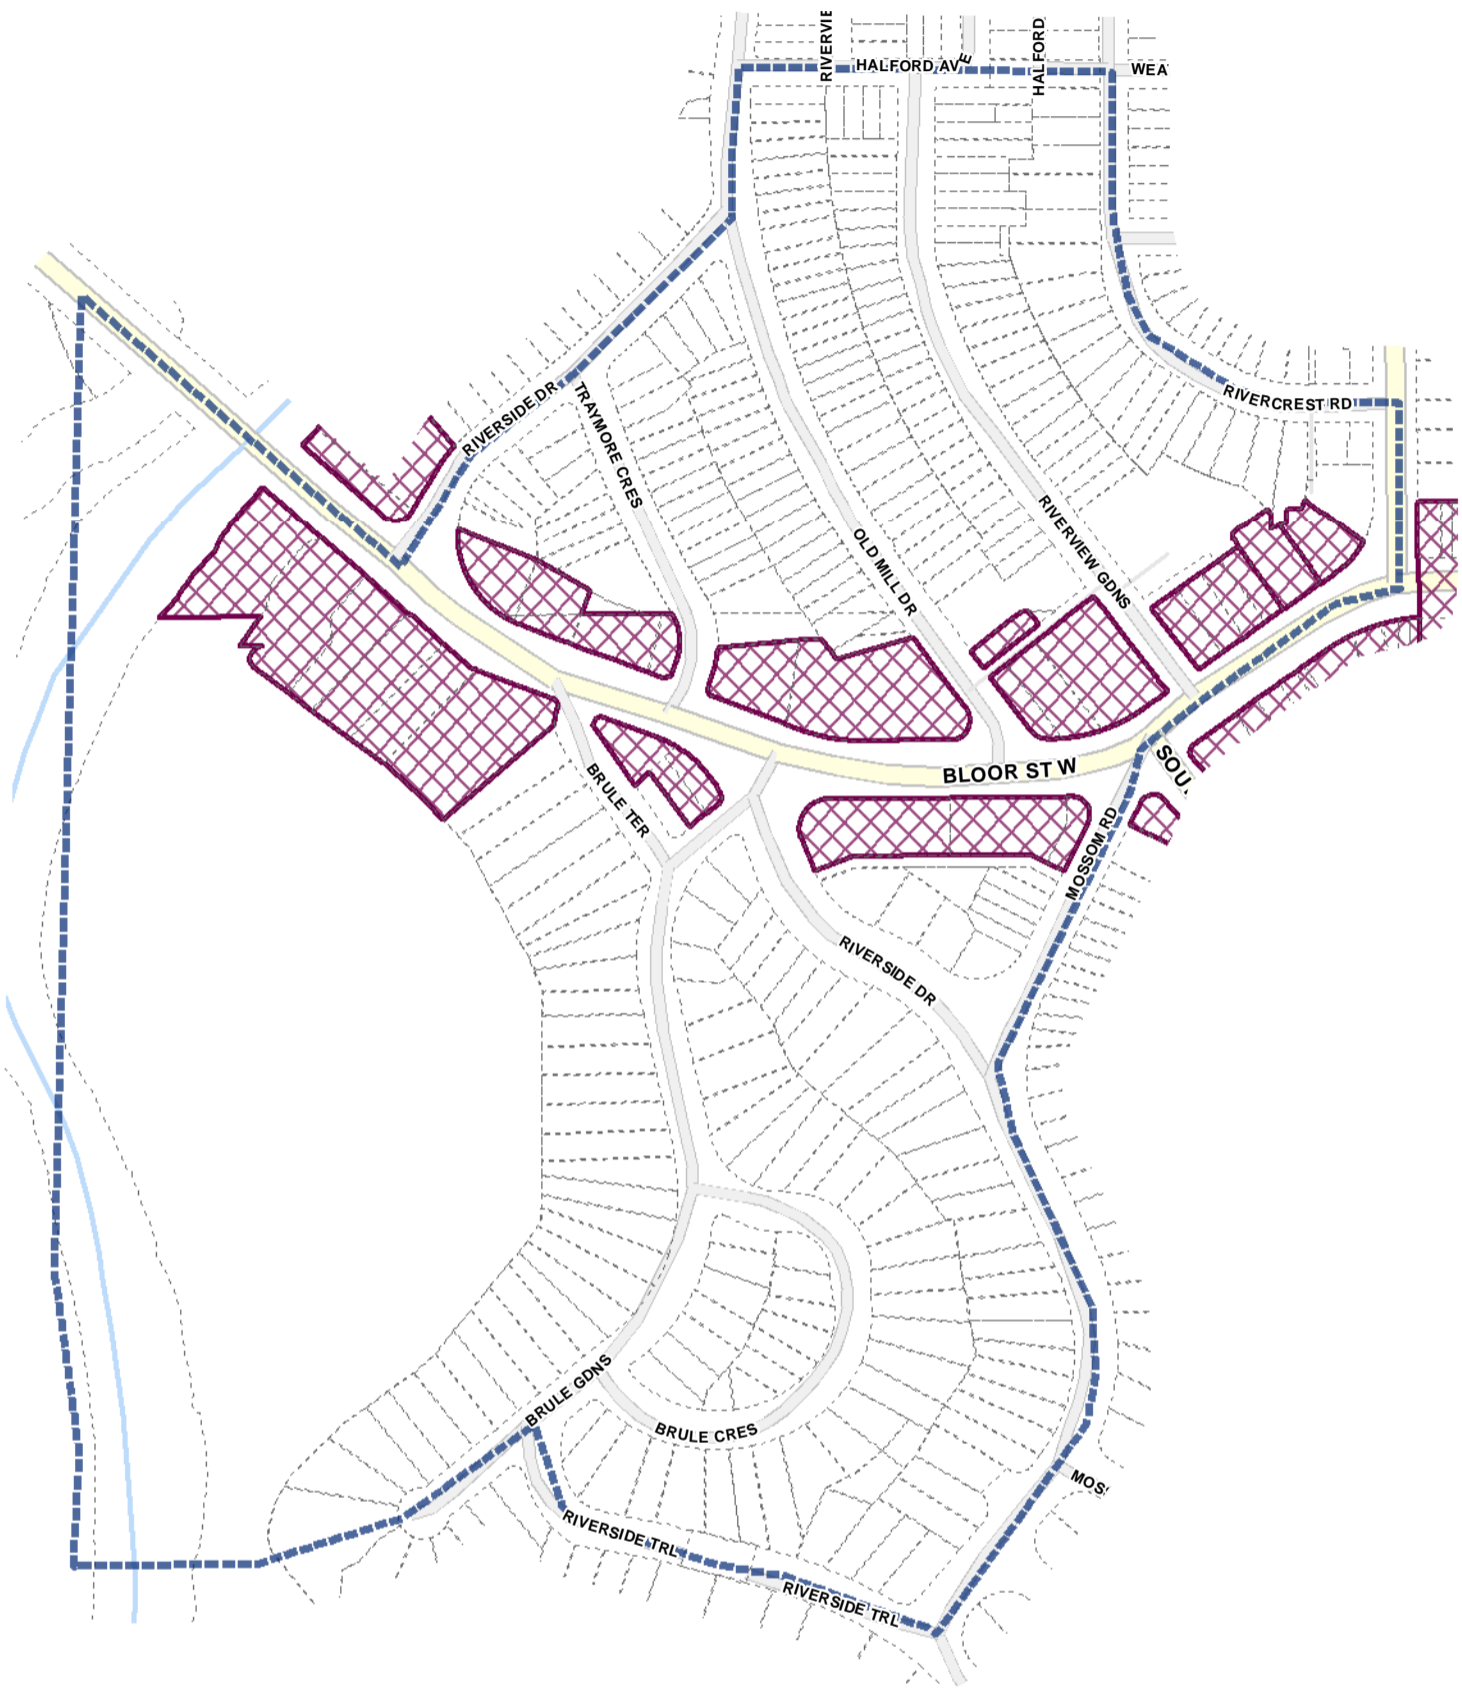 RIVERVIE
HALFORD AVE
HALFORD
WEA
RIVERSIDE DR
TRAYMORE CRES
RIVERCREST RD
OLD MILL DR
RIVERVIEW GDNS
BLOOR ST W
SOU
BRULE TER
MOSSOM RD
RIVERSIDE DR
BRULE GDNS
BRULE CRES
MOSS
RIVERSIDE TRL
RIVERSIDE TRL